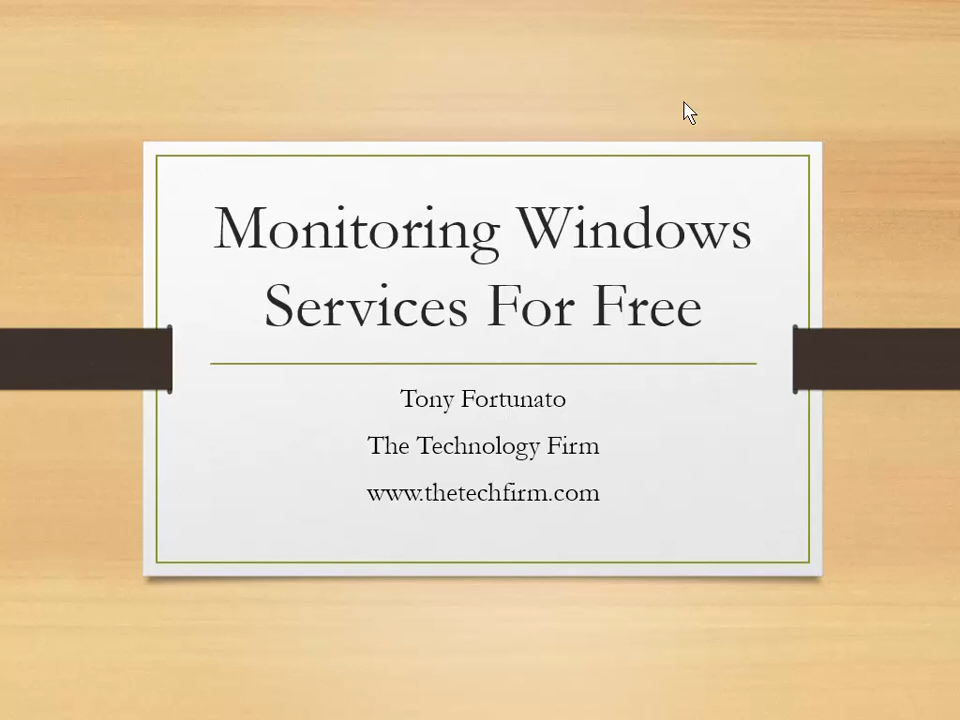 Monitoring Windows
Services For Free
Tony Fortunato
The Technology Firm
www.thetechfirm.com